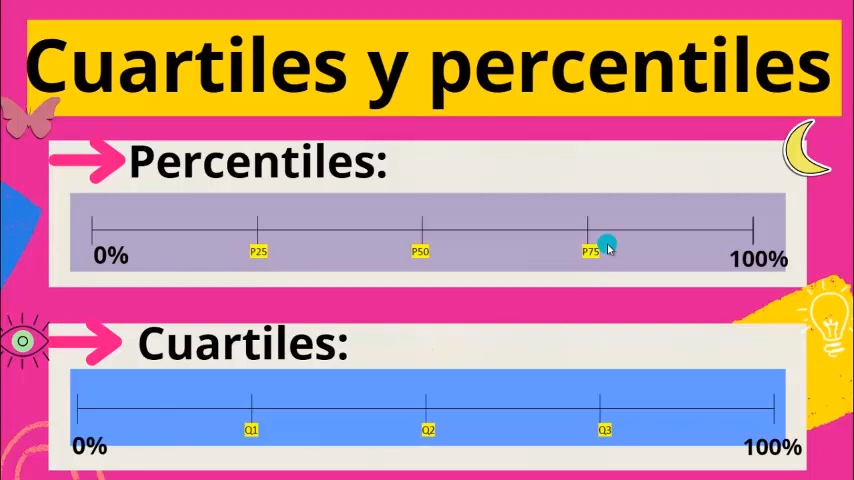 Cuartiles y percentiles
Percentiles:
P25 P50 P75
0% 100%
Cuartiles:
Q1 Q2 Q3
0% 100%